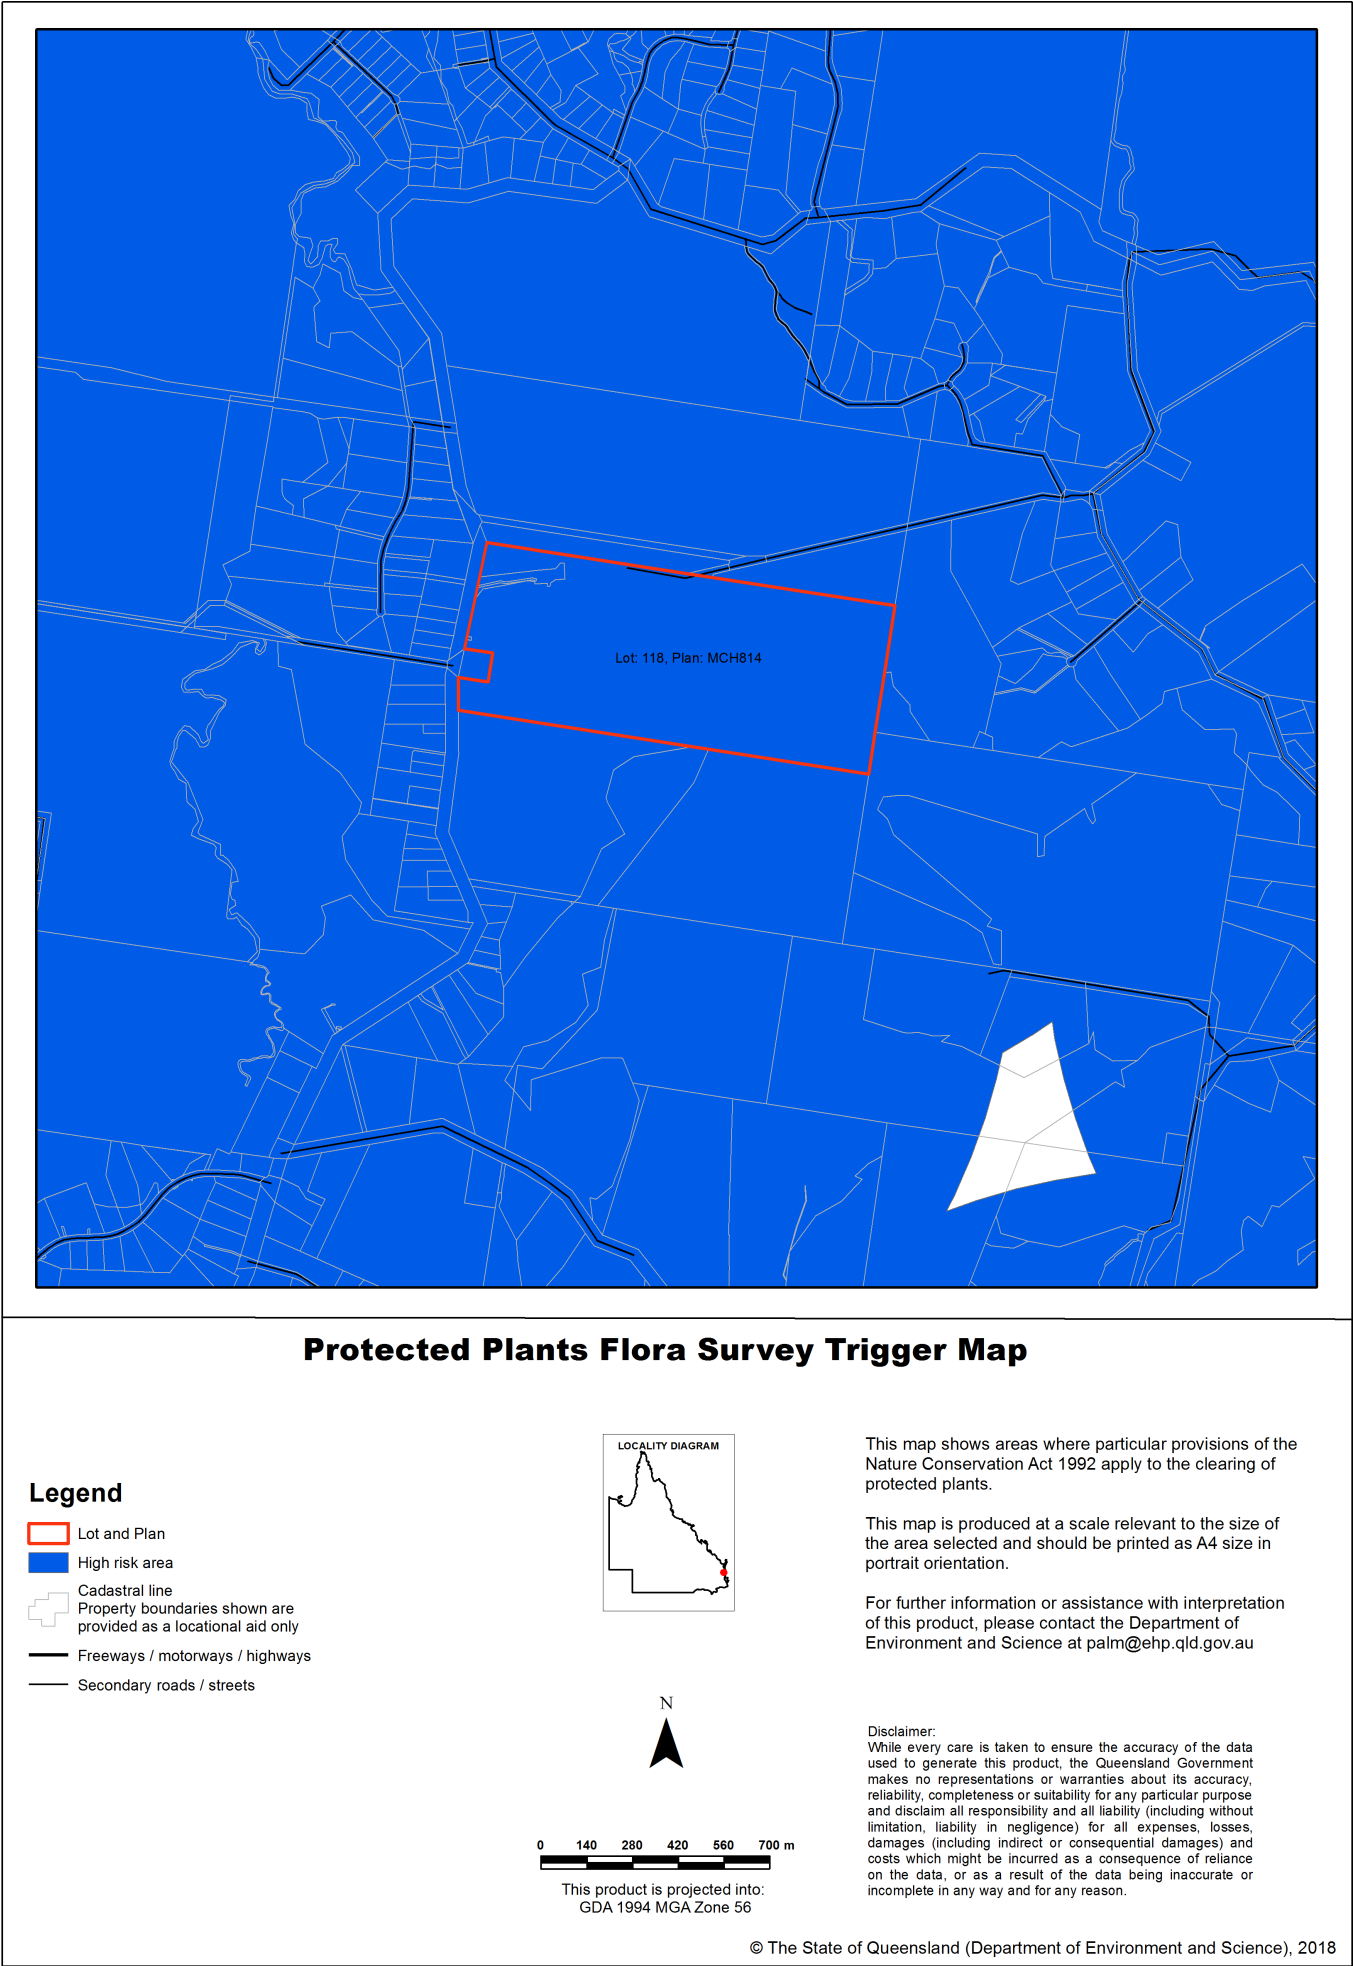 Lot: 118, Plan: MCH814
Protected Plants Flora Survey Trigger Map
Legend
Lot and Plan
High risk area
Cadastral line
Property boundaries shown are
provided as a locational aid only
Freeways / motorways / highways
Secondary roads / streets
LOCALITY DIAGRAM
N
0 140 280 420 560 700 m
This product is projected into:
GDA 1994 MGA Zone 56
This map shows areas where particular provisions of the
Nature Conservation Act 1992 apply to the clearing of
protected plants.
This map is produced at a scale relevant to the size of
the area selected and should be printed as A4 size in
portrait orientation.
For further information or assistance with interpretation
of this product, please contact the Department of
Environment and Science at palm@ehp.qld.gov.au
Disclaimer:
While every care is taken to ensure the accuracy of the data
used to generate this product, the Queensland Government
makes no representations or warranties about its accuracy,
reliability, completeness or suitability for any particular purpose
and disclaim all responsibility and all liability (including without
limitation, liability in negligence) for all expenses, losses,
damages (including indirect or consequential damages) and
costs which might be incurred as a consequence of reliance
on the data, or as a result of the data being inaccurate or
incomplete in any way and for any reason.
© The State of Queensland (Department of Environment and Science), 2018